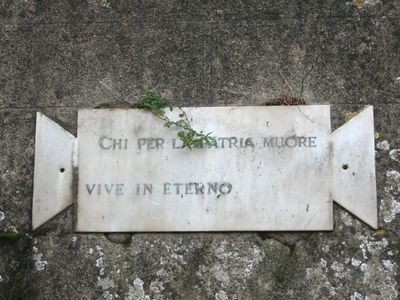 CHI PER LA PATRIA MUORE
VIVE IN ETERNO